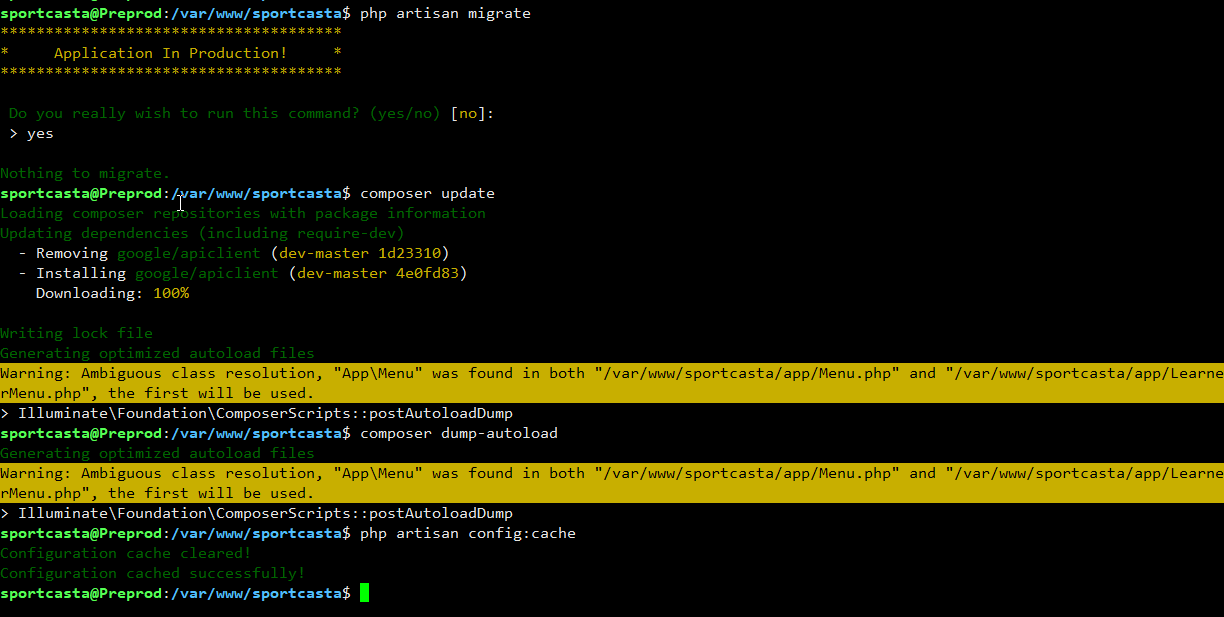 sportcasta@Preprod:/var/www/sportcasta$ php artisan migrate
**************************************
*     Application In Production!     *
**************************************
Do you really wish to run this command? (yes/no) [no]:
> yes
Nothing to migrate.
sportcasta@Preprod:/var/www/sportcasta$ composer update
Loading composer repositories with package information
Updating dependencies (including require-dev)
  - Removing google/apiclient (dev-master 1d23310)
  - Installing google/apiclient (dev-master 4e0fd83)
    Downloading: 100%
Writing lock file
Generating optimized autoload files
Warning: Ambiguous class resolution, "App\Menu" was found in both "/var/www/sportcasta/app/Menu.php" and "/var/www/sportcasta/app/Learne
rMenu.php", the first will be used.
> Illuminate\Foundation\ComposerScripts::postAutoloadDump
sportcasta@Preprod:/var/www/sportcasta$ composer dump-autoload
Generating optimized autoload files
Warning: Ambiguous class resolution, "App\Menu" was found in both "/var/www/sportcasta/app/Menu.php" and "/var/www/sportcasta/app/Learne
rMenu.php", the first will be used.
> Illuminate\Foundation\ComposerScripts::postAutoloadDump
sportcasta@Preprod:/var/www/sportcasta$ php artisan config:cache
Configuration cache cleared!
Configuration cached successfully!
sportcasta@Preprod:/var/www/sportcasta$